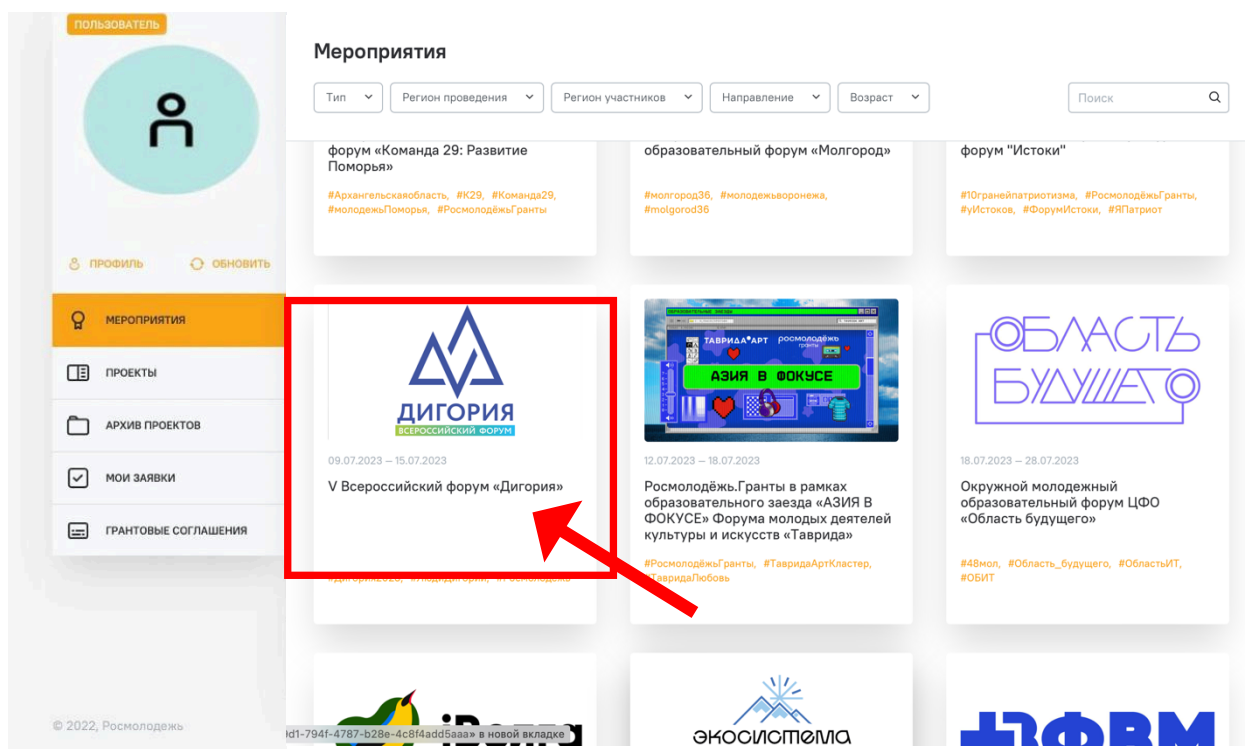 ПОЛЬЗОВАТЕЛЬ
ПРОФИЛЬ
ОБНОВИТЬ
МЕРОПРИЯТИЯ
ПРОЕКТЫ
АРХИВ ПРОЕКТОВ
МОИ ЗАЯВКИ
ГРАНТОВЫЕ СОГЛАШЕНИЯ
© 2022, Росмолодежь
Мероприятия
Тип
Регион проведения
Регион участников
Направление
Возраст
Поиск
форум «Команда 29: Развитие
Поморья»
#Архангельскаяобласть, #К29, #Команда29,
#молодежьПоморья, #РосмолодёжьГранты
образовательный форум «Молгород»
#молгород36, #молодежьворонежа,
#molgorod36
форум "Истоки"
#10гранейпатриотизма, #РосмолодёжьГранты,
#уИстоков, #ФорумИстоки, #ЯПатриот
ДИГОРИЯ
ВСЕРОССИЙСКИЙ ФОРУМ
09.07.2023 – 15.07.2023
V Всероссийский форум «Дигория»
ТАВРИДА АРТ
росмолодёжь
гранты
АЗИЯ В ФОКУСЕ
12.07.2023 – 18.07.2023
Росмолодёжь.Гранты в рамках
образовательного заезда «АЗИЯ В
ФОКУСЕ» Форума молодых деятелей
культуры и искусств «Таврида»
#РосмолодёжьГранты, #ТавридаАртКластер,
#ТавридаЛюбовь
ОБЛАСТЬ
БУДУЩЕГО
18.07.2023 – 28.07.2023
Окружной молодежный
образовательный форум ЦФО
«Область будущего»
#48мол, #Область_будущего, #ОбластьИТ,
#ОБИТ
iВолга
d1-794f-4787-b28e-4c8f4add5aaa» в новой вкладке
экосистема